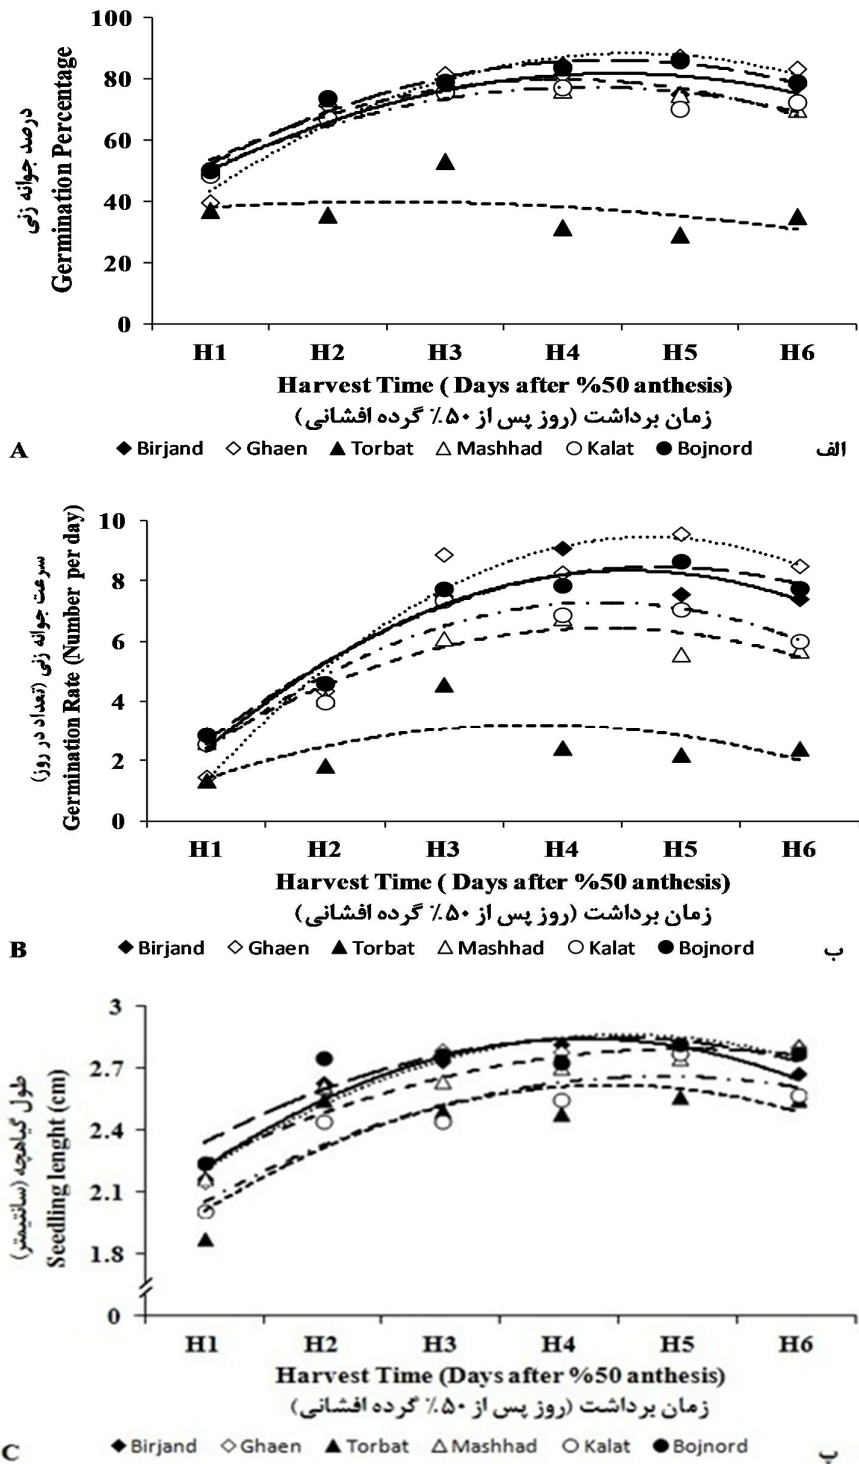 درصد جوانه زنی
Germination Percentage
100
80
60
40
20
0
H1 H2 H3 H4 H5 H6
Harvest Time ( Days after %50 anthesis)
زمان برداشت (روز پس از ۵۰٪ گرده افشانی)
A Birjand Ghaen Torbat Mashhad Kalat Bojnord الف
سرعت جوانه زنی (تعداد در روز)
Germination Rate (Number per day)
10
8
6
4
2
0
H1 H2 H3 H4 H5 H6
Harvest Time ( Days after %50 anthesis)
زمان برداشت (روز پس از ۵۰٪ گرده افشانی)
B Birjand Ghaen Torbat Mashhad Kalat Bojnord ب
طول گیاهچه (سانتیمتر)
Seedling lenght (cm)
3
2.7
2.4
2.1
1.8
0
H1 H2 H3 H4 H5 H6
Harvest Time (Days after %50 anthesis)
زمان برداشت (روز پس از ۵۰٪ گرده افشانی)
C Birjand Ghaen Torbat Mashhad Kalat Bojnord پ